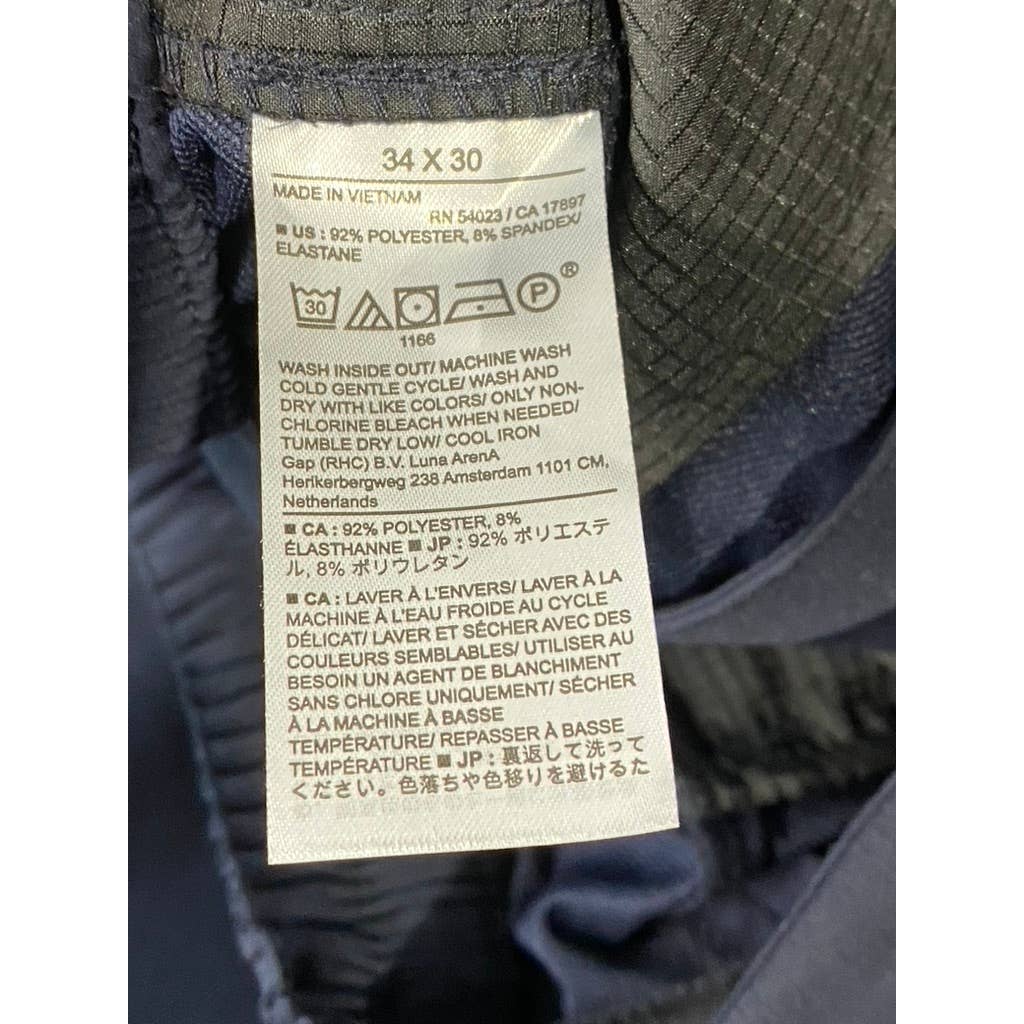 34 X 30
MADE IN VIETNAM
RN 54023 / CA 17897
■ US : 92% POLYESTER, 8% SPANDEX/
ELASTANE
30
P®
1166
WASH INSIDE OUT/ MACHINE WASH
COLD GENTLE CYCLE/ WASH AND
DRY WITH LIKE COLORS/ ONLY NON-
CHLORINE BLEACH WHEN NEEDED/
TUMBLE DRY LOW/ COOL IRON
Gap (RHC) B.V. Luna ArenA
Herikerbergweg 238 Amsterdam 1101 CM,
Netherlands
■ CA : 92% POLYESTER, 8%
ÉLASTHANNE ■ JP : 92% ポリエステ
ル, 8% ポリウレタン
■ CA : LAVER À L'ENVERS/ LAVER À LA
MACHINE À L'EAU FROIDE AU CYCLE
DÉLICAT/ LAVER ET SÉCHER AVEC DES
COULEURS SEMBLABLES/ UTILISER AU
BESOIN UN AGENT DE BLANCHIMENT
SANS CHLORE UNIQUEMENT/ SÉCHER
À LA MACHINE À BASSE
TEMPÉRATURE/ REPASSER À BASSE
TEMPÉRATURE ■ JP : 裏返して洗って
ください。色落ちや色移りを避けるた